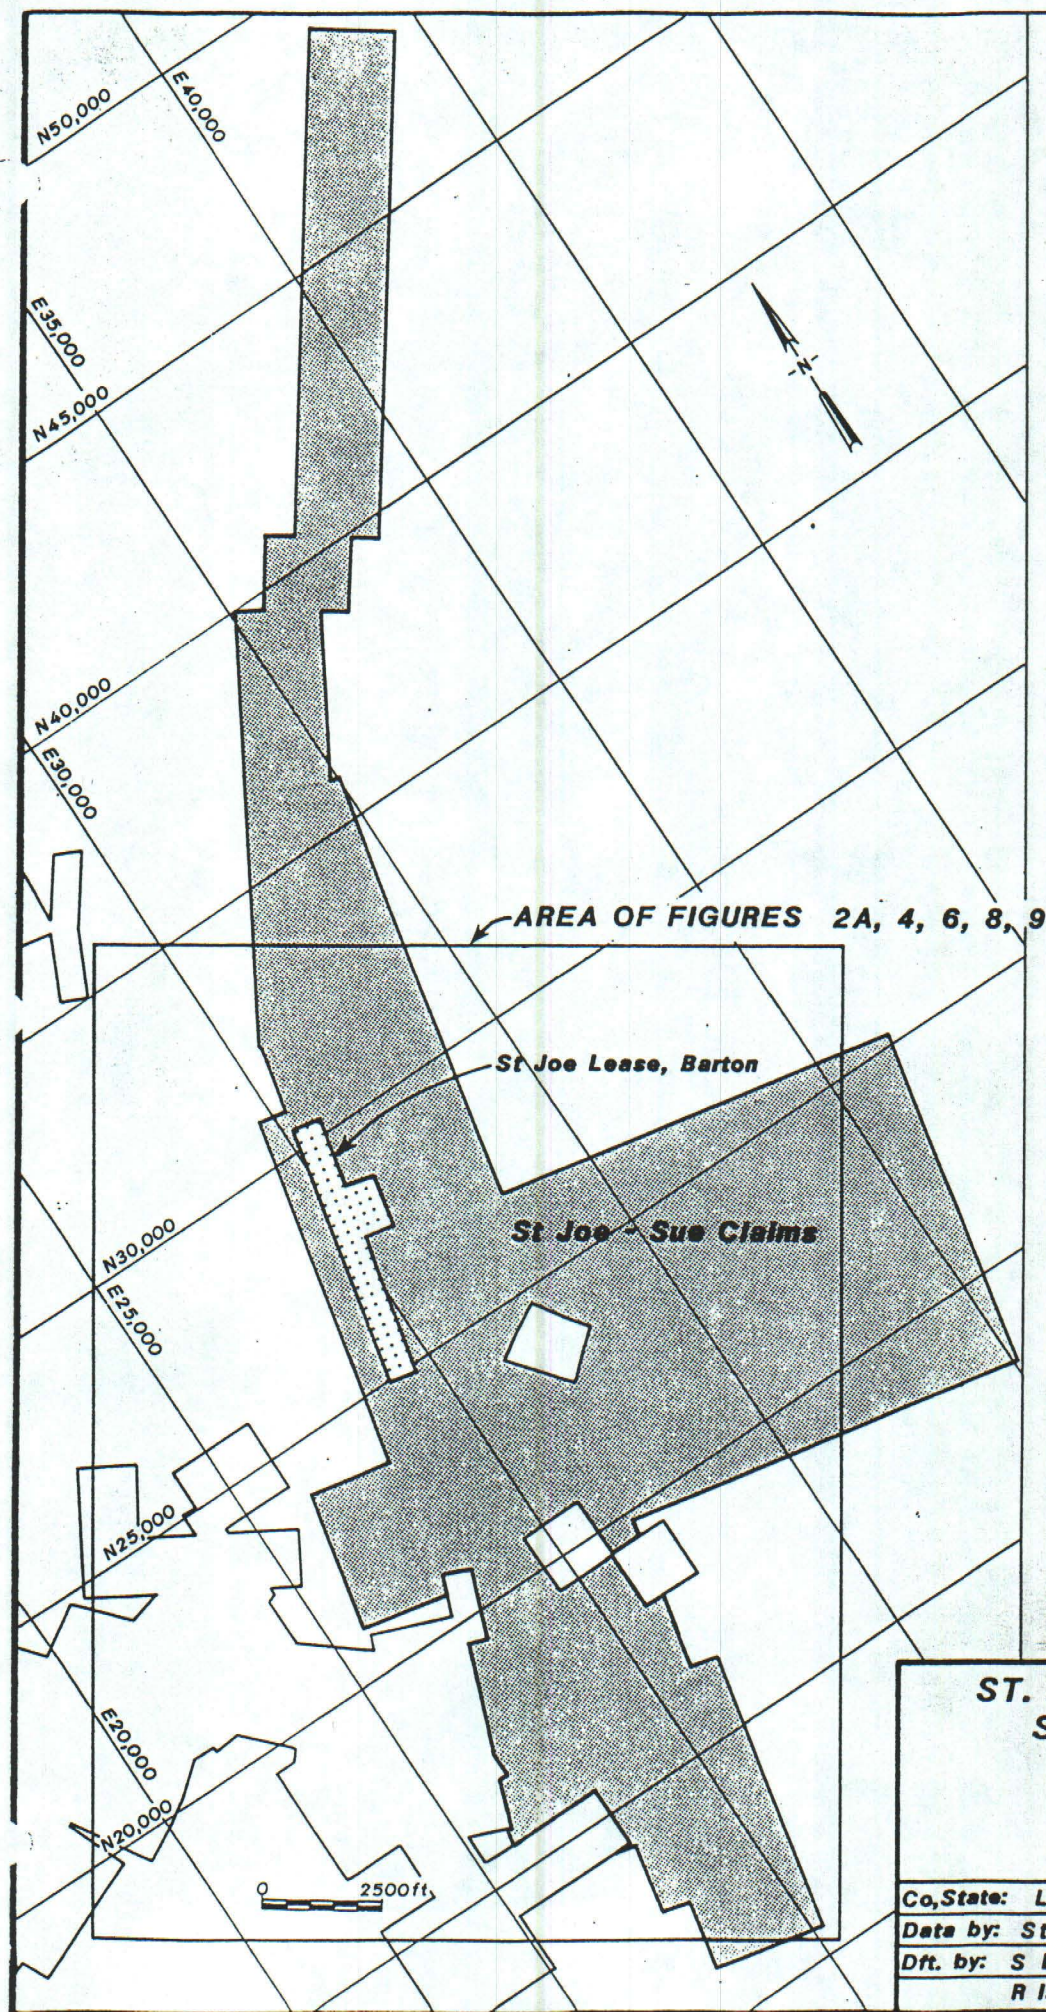 N50,000
E40,000
E35,000
N45,000
N
N40,000
E30,000
AREA OF FIGURES 2A, 4, 6, 8, 9
St Joe Lease, Barton
St Joe - Sue Claims
N30,000
E25,000
N25,000
E20,000
N20,000
0 2500ft.
ST.
S
Co,State: L
Data by: St
Dft. by: S
R